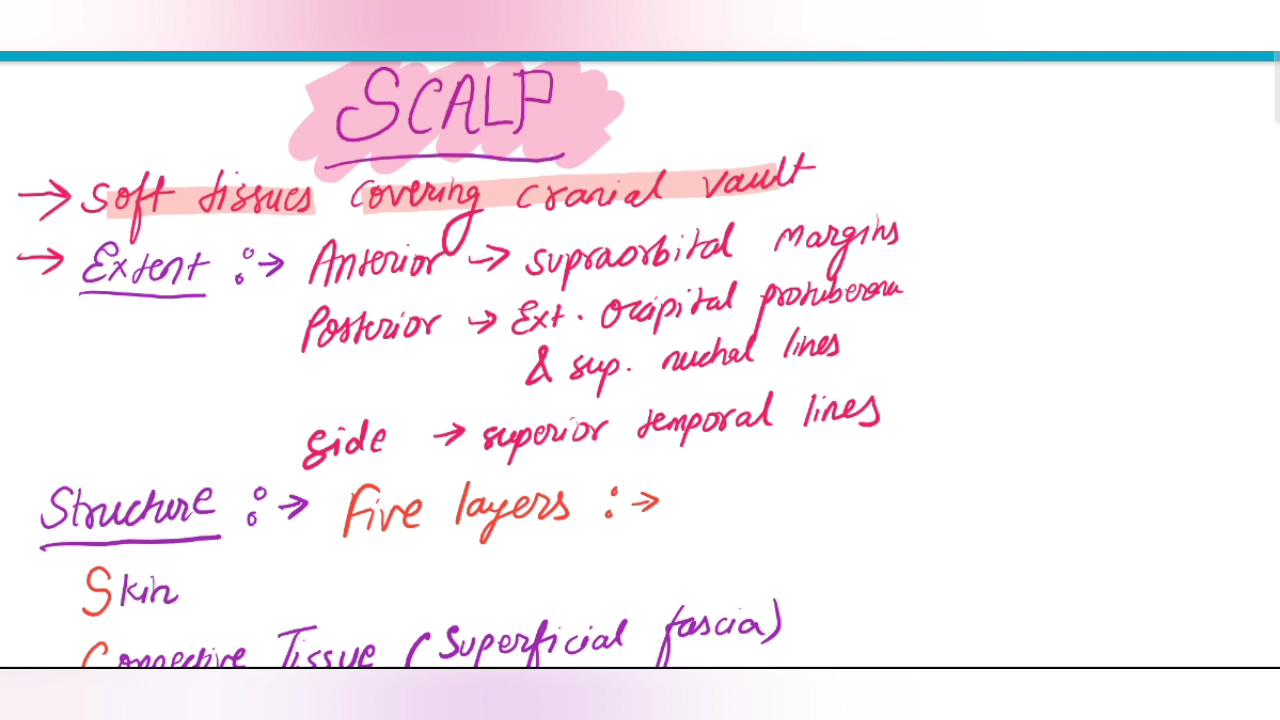 SCALP
→ Soft tissues covering cranial vault
→ Extent :→ Anterior → supraorbital margins
Posterior → Ext. occipital protuberence
& sup. nuchal lines
Side → superior temporal lines
Structure :→ Five layers :→
Skin
Connective Tissue (Superficial fascia)